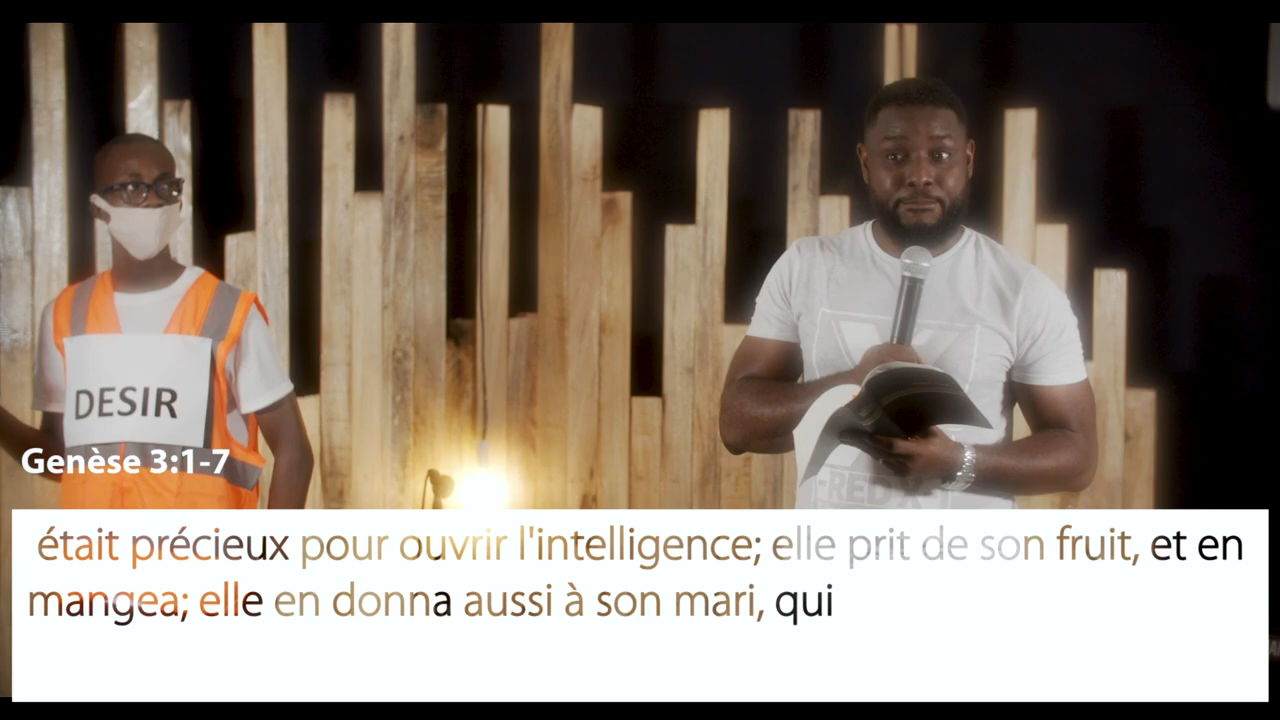 DESIR
Genèse 3:1-7
-RED X-
était précieux pour ouvrir l'intelligence; elle prit de son fruit, et en
mangea; elle en donna aussi à son mari, qui